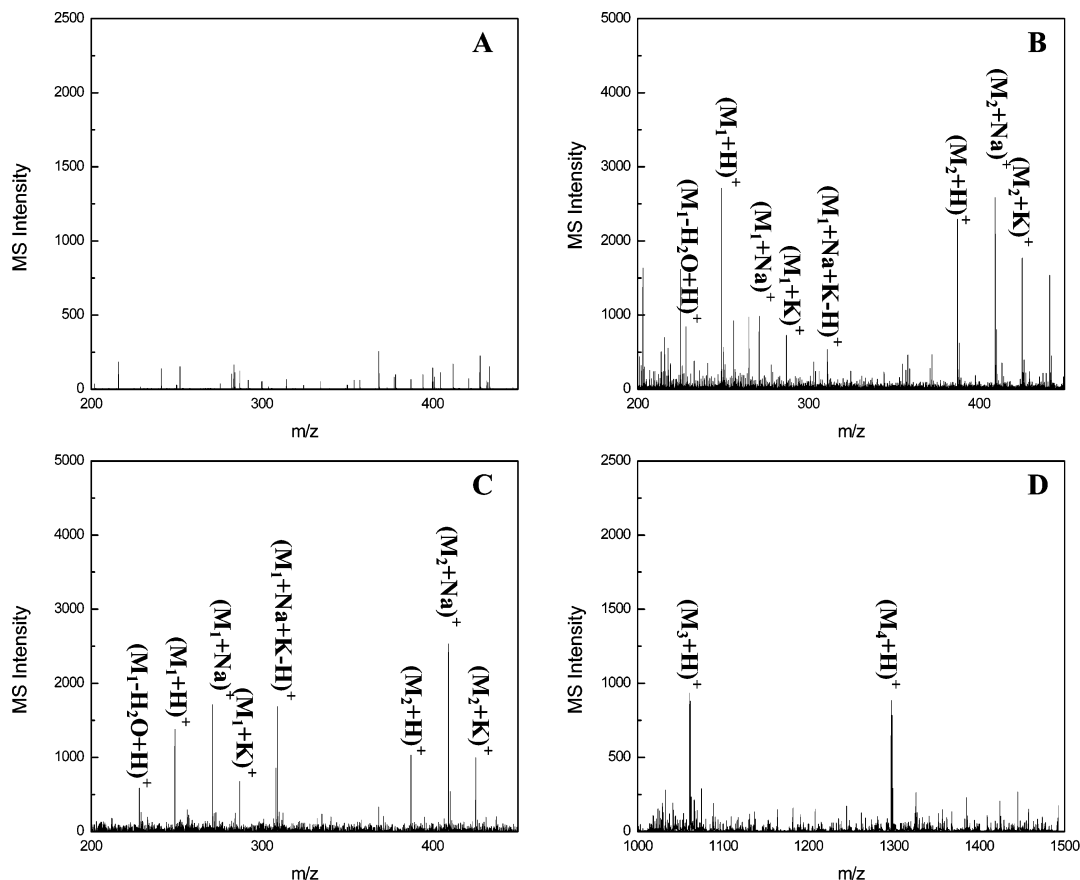 A
MS Intensity
2500
2000
1500
1000
500
0
200
300
400
m/z
B
MS Intensity
5000
4000
3000
2000
1000
0
(M₁-H₂O+H)⁺
(M₁+H)⁺
(M₁+Na)⁺
(M₁+K)⁺
(M₁+Na+K-H)⁺
(M₂+H)⁺
(M₂+Na)⁺
(M₂+K)⁺
200
300
400
m/z
C
MS Intensity
5000
4000
3000
2000
1000
0
(M₁-H₂O+H)⁺
(M₁+H)⁺
(M₁+Na)⁺
(M₁+K)⁺
(M₁+Na+K-H)⁺
(M₂+H)⁺
(M₂+Na)⁺
(M₂+K)⁺
200
300
400
m/z
D
MS Intensity
2500
2000
1500
1000
500
0
(M₃+H)⁺
(M₄+H)⁺
1000
1100
1200
1300
1400
1500
m/z